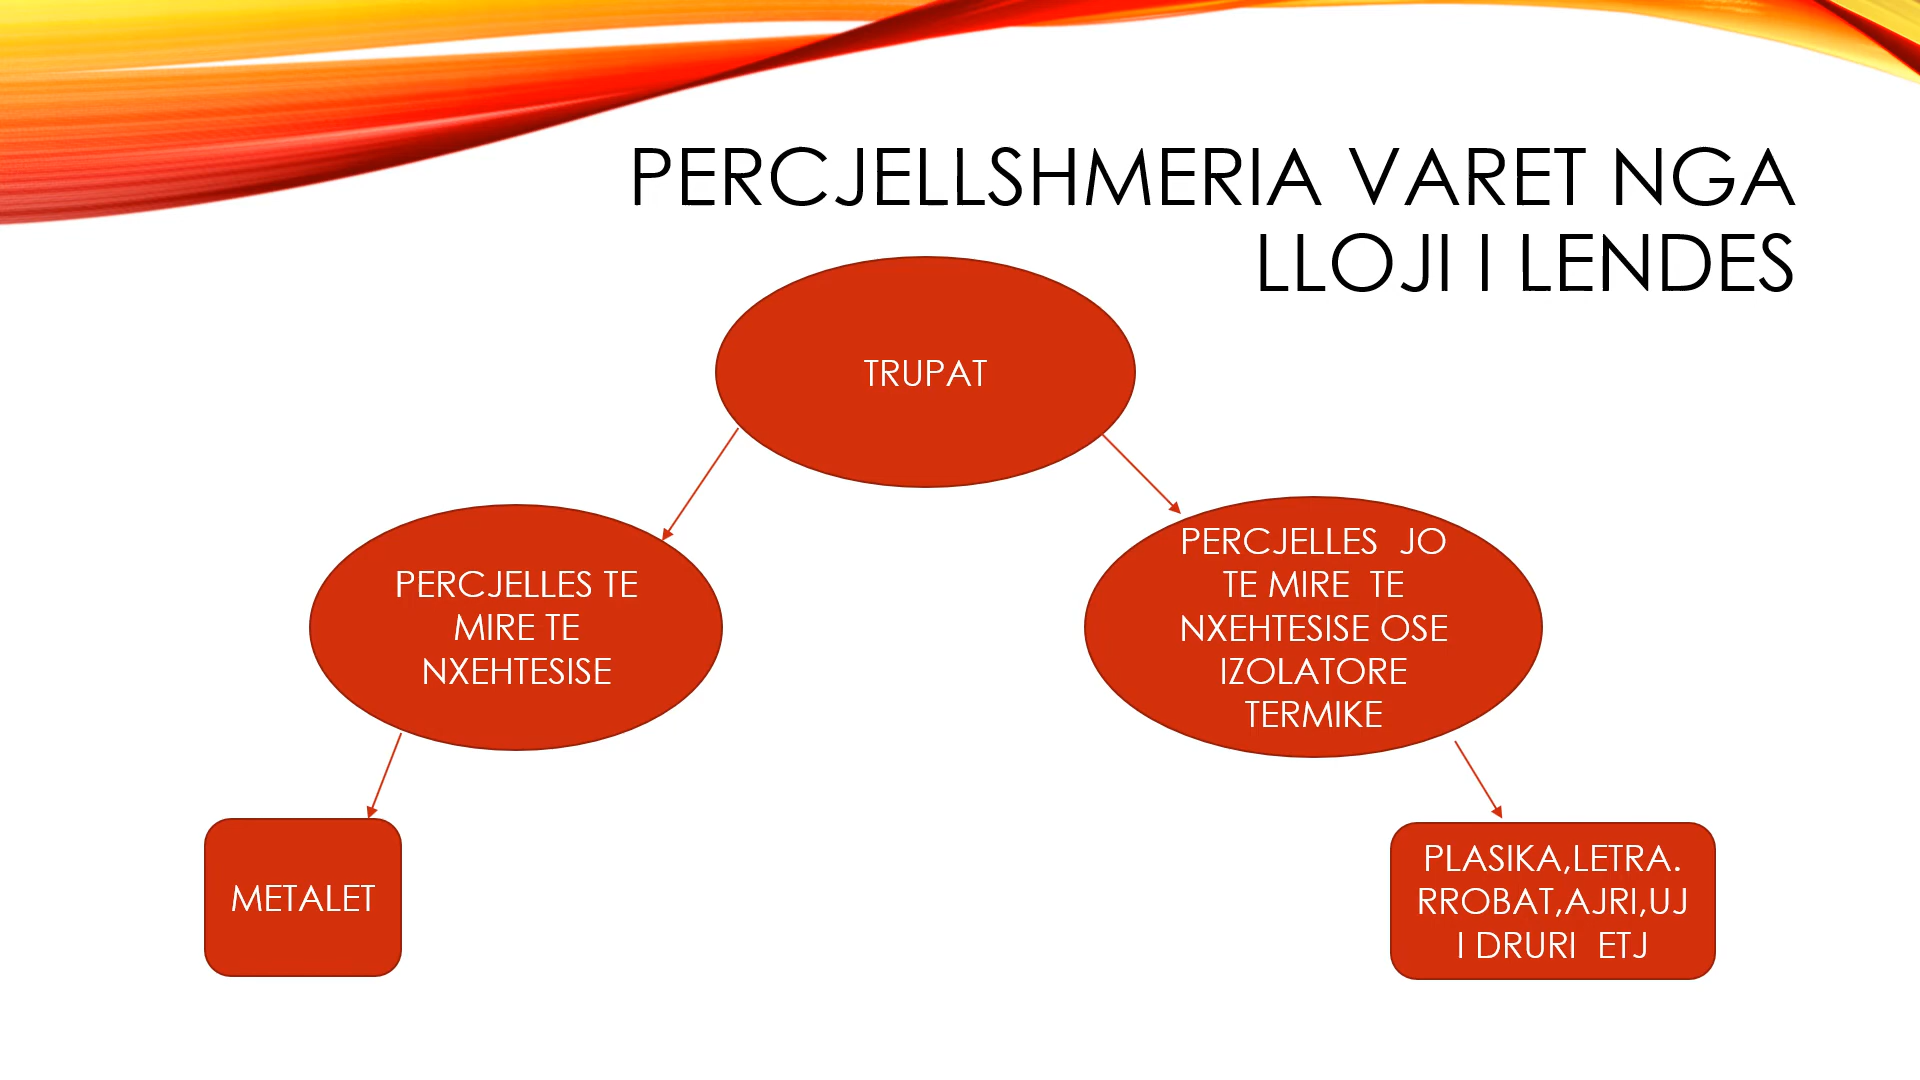 PERCJELLSHMERIA VARET NGA
LLOJI I LENDES
TRUPAT
PERCJELLES TE
MIRE TE
NXEHTESISE
PERCJELLES  JO
TE MIRE  TE
NXEHTESISE OSE
IZOLATORE
TERMIKE
METALET
PLASIKA,LETRA.
RROBAT,AJRI,UJ
I DRURI  ETJ